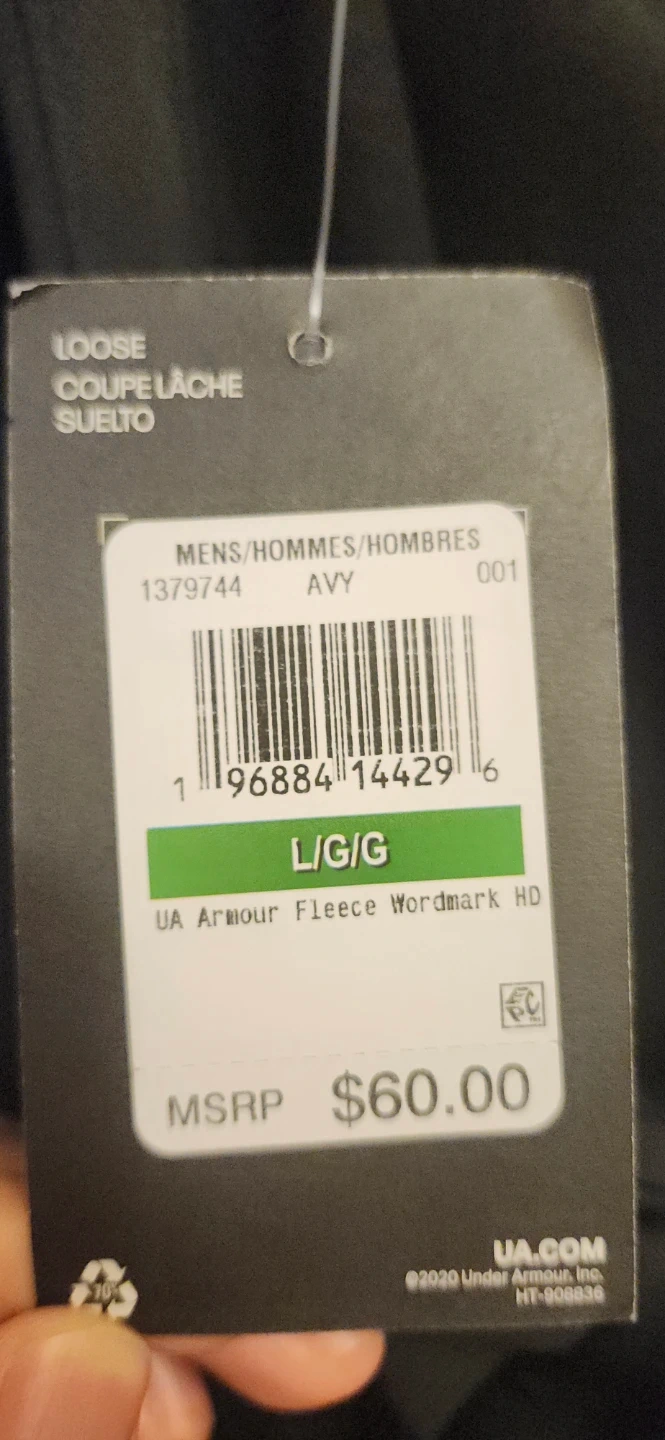 LOOSE
COUPE LÂCHE
SUELTO
MENS/HOMMES/HOMBRES
1379744 AVY 001
1 96884 14429 6
L/G/G
UA Armour Fleece Wordmark HD
EPC
MSRP $60.00
UA.COM
©2020 Under Armour, Inc.
HT-908836